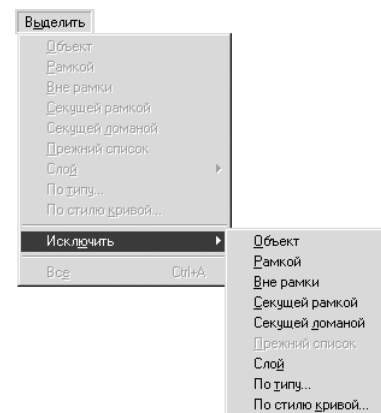 Выделить
Объект
Рамкой
Вне рамки
Секущей рамкой
Секущей ломаной
Прежний список
Слой
По типу...
По стилю кривой...
Исключить
Все Ctrl+A
Объект
Рамкой
Вне рамки
Секущей рамкой
Секущей ломаной
Прежний список
Слой
По типу...
По стилю кривой...